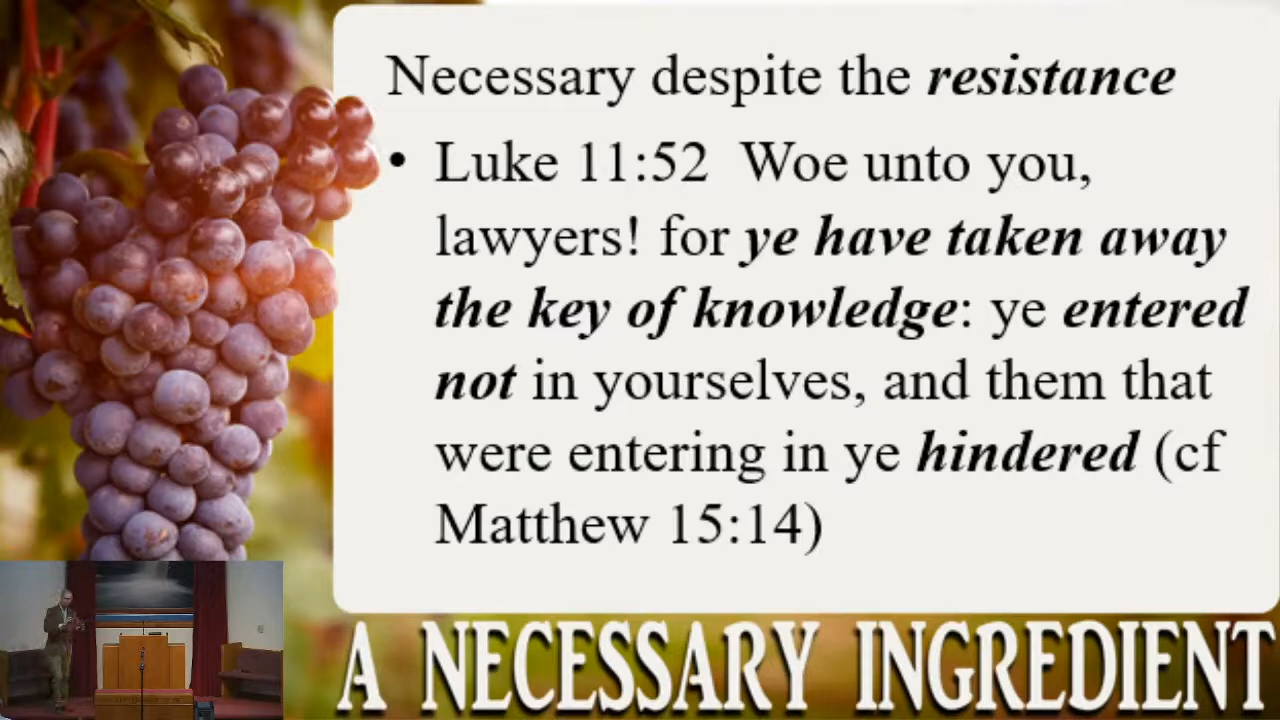 Necessary despite the resistance
• Luke 11:52  Woe unto you,
lawyers! for ye have taken away
the key of knowledge: ye entered
not in yourselves, and them that
were entering in ye hindered (cf
Matthew 15:14)
A NECESSARY INGREDIENT